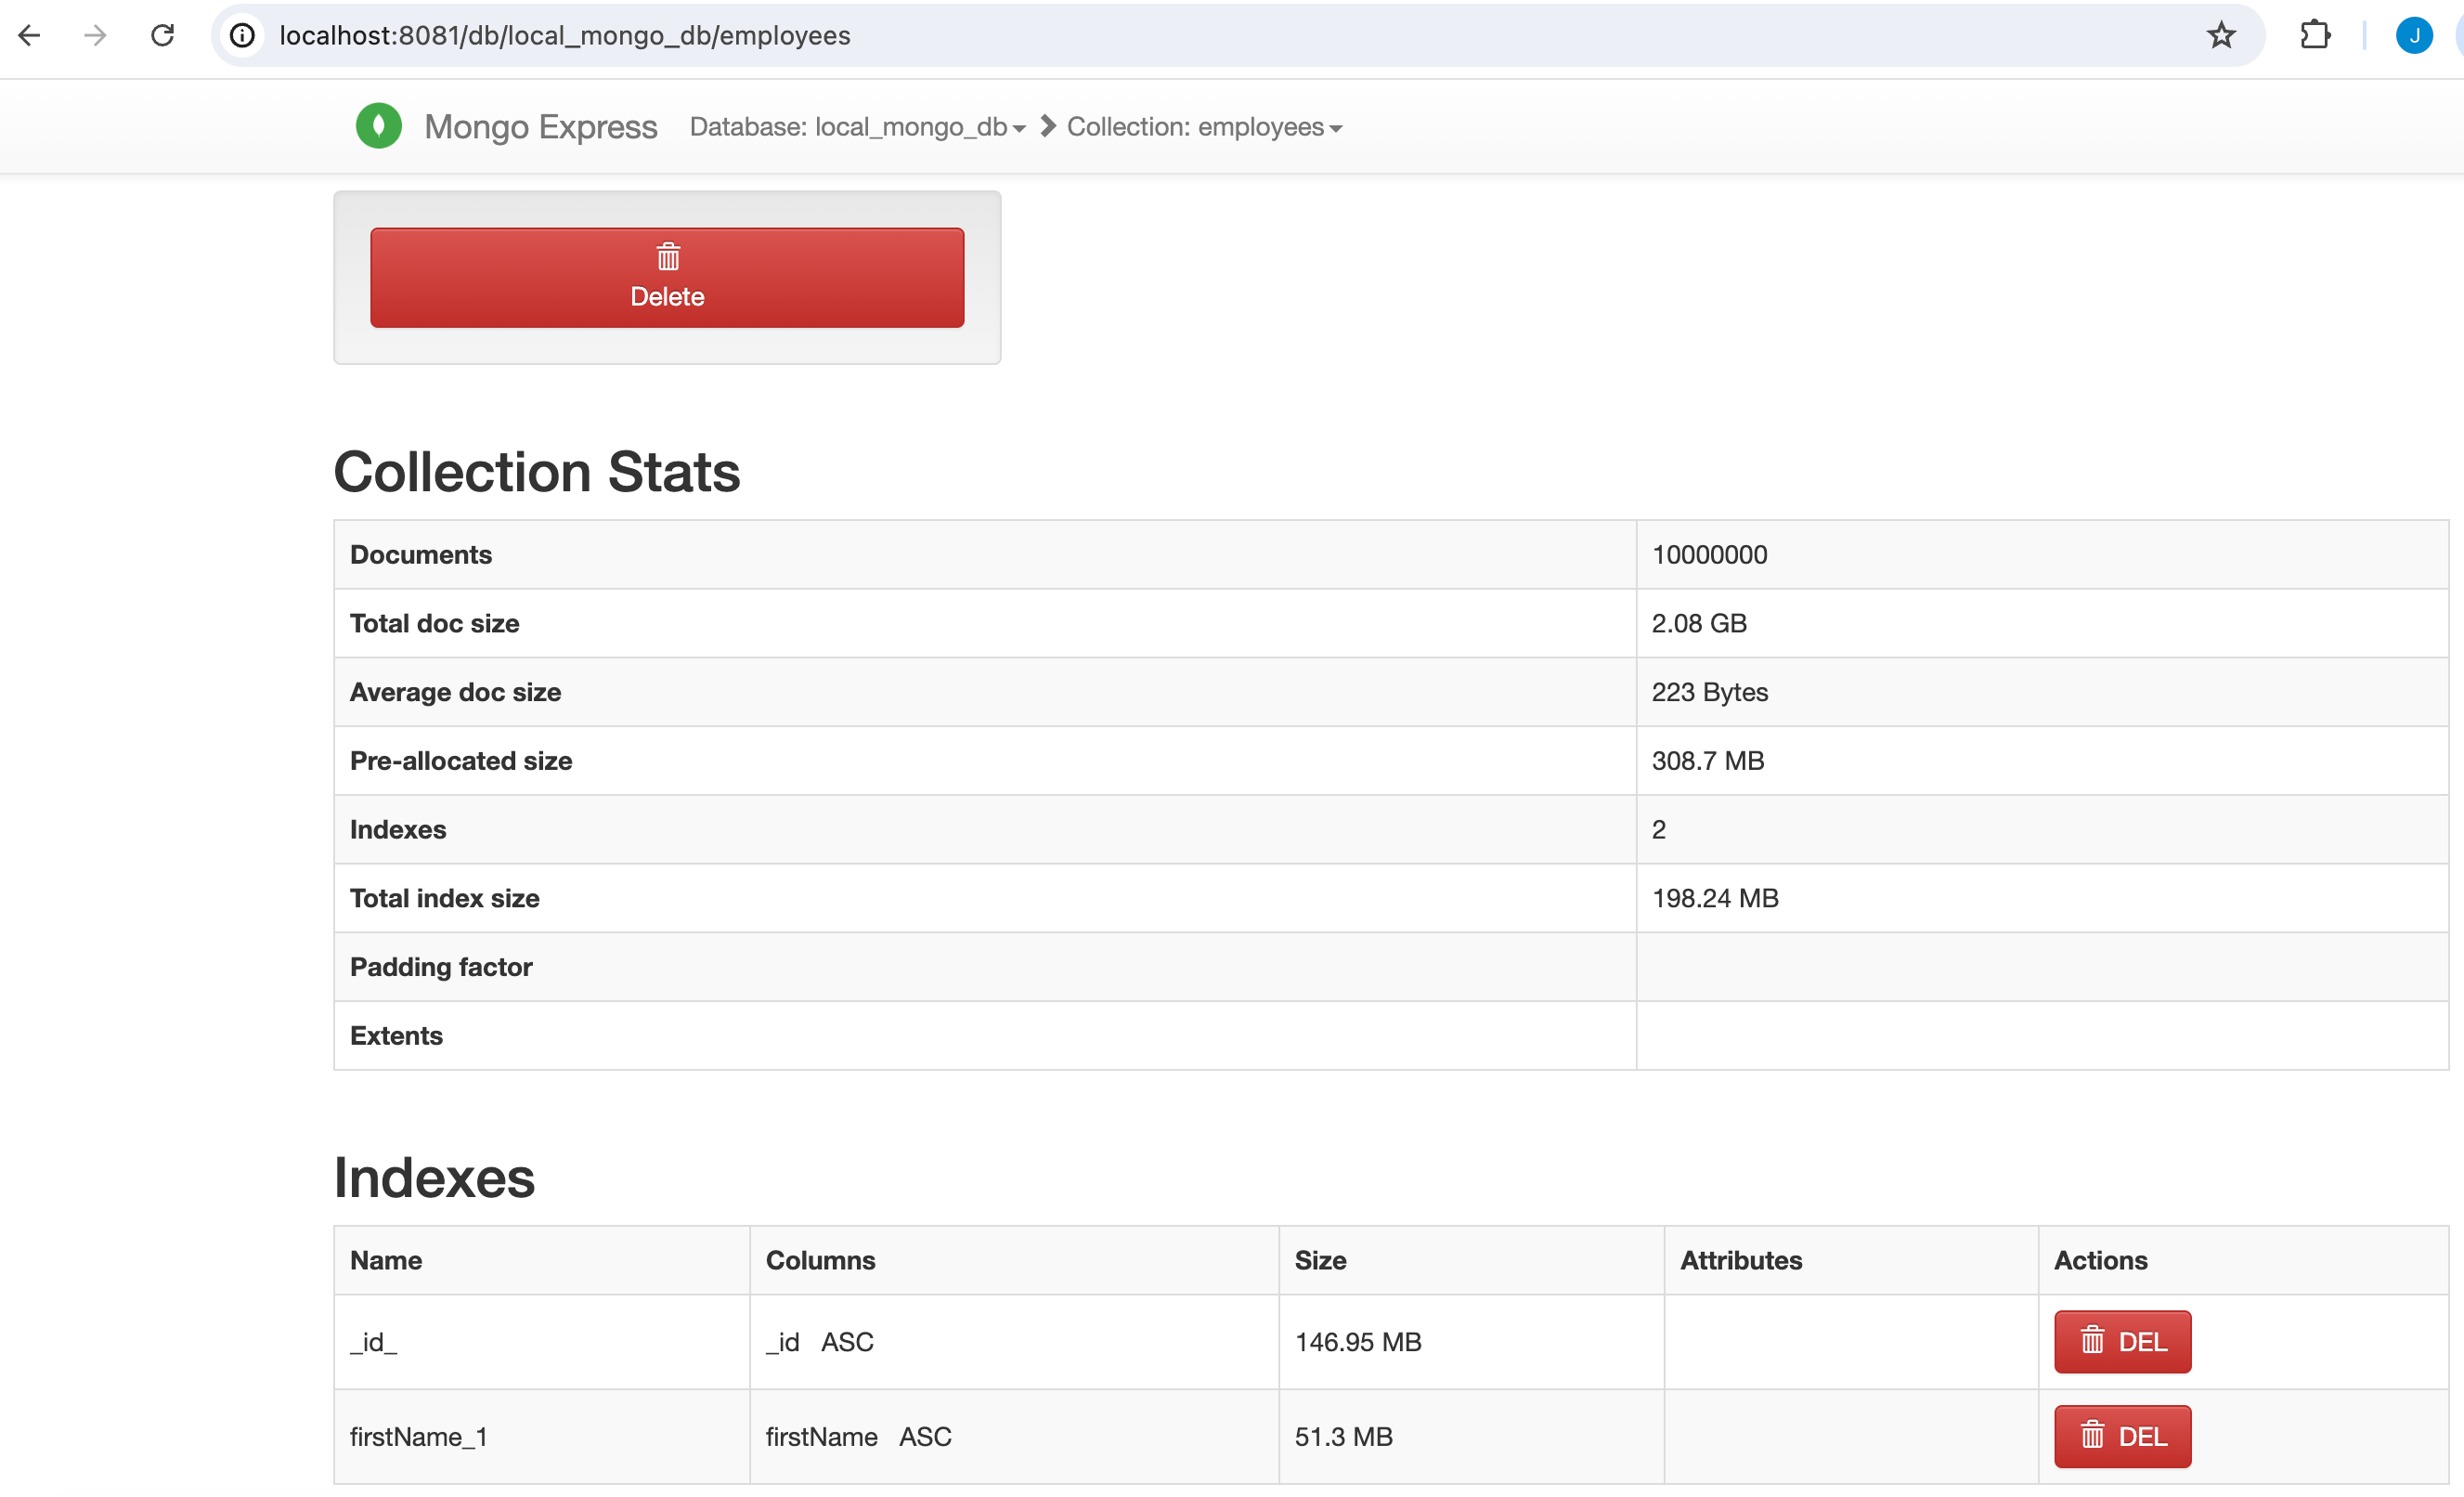 localhost:8081/db/local_mongo_db/employees
J
Mongo Express Database: local_mongo_db Collection: employees
Delete
Collection Stats
Documents 10000000
Total doc size 2.08 GB
Average doc size 223 Bytes
Pre-allocated size 308.7 MB
Indexes 2
Total index size 198.24 MB
Padding factor
Extents
Indexes
Name Columns Size Attributes Actions
_id_ _id ASC 146.95 MB DEL
firstName_1 firstName ASC 51.3 MB DEL